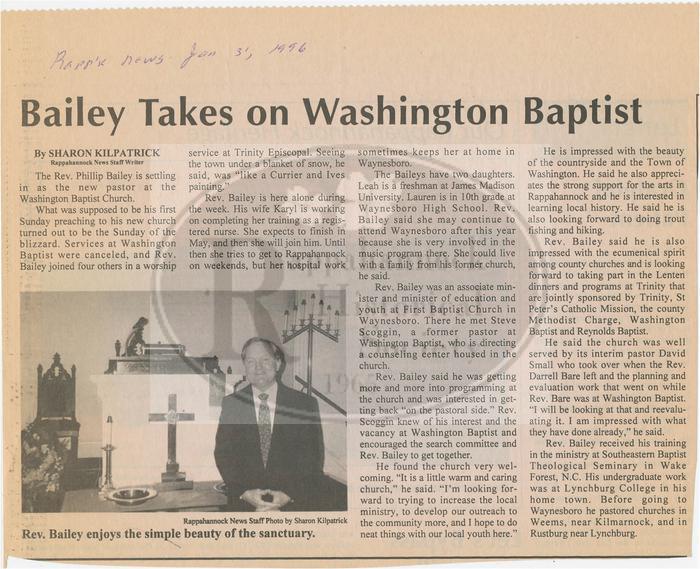 Rapp'k News Jan 31, 1996
Bailey Takes on Washington Baptist
By SHARON KILPATRICK
Rappahannock News Staff Writer
The Rev. Phillip Bailey is settling
in as the new pastor at the
Washington Baptist Church.
What was supposed to be his first
Sunday preaching to his new church
turned out to be the Sunday of the
blizzard. Services at Washington
Baptist were canceled, and Rev.
Bailey joined four others in a worship
service at Trinity Episcopal. Seeing
the town under a blanket of snow, he
said, was "like a Currier and Ives
painting."
Rev. Bailey is here alone during
the week. His wife Karyl is working
on completing her training as a regis-
tered nurse. She expects to finish in
May, and then she will join him. Until
then she tries to get to Rappahannock
on weekends, but her hospital work
sometimes keeps her at home in
Waynesboro.
The Baileys have two daughters.
Leah is a freshman at James Madison
University. Lauren is in 10th grade at
Waynesboro High School. Rev.
Bailey said she may continue to
attend Waynesboro after this year
because she is very involved in the
music program there. She could live
with a family from his former church,
he said.
Rev. Bailey was an associate min-
ister and minister of education and
youth at First Baptist Church in
Waynesboro. There he met Steve
Scoggin, a former pastor at
Washington Baptist, who is directing
a counseling center housed in the
church.
Rev. Bailey said he was getting
more and more into programming at
the church and was interested in get-
ting back "on the pastoral side." Rev.
Scoggin knew of his interest and the
vacancy at Washington Baptist and
encouraged the search committee and
Rev. Bailey to get together.
He found the church very wel-
coming. "It is a little warm and caring
church," he said. "I'm looking for-
ward to trying to increase the local
ministry, to develop our outreach to
the community more, and I hope to do
neat things with our local youth here."
He is impressed with the beauty
of the countryside and the Town of
Washington. He said he also appreci-
ates the strong support for the arts in
Rappahannock and he is interested in
learning local history. He said he is
also looking forward to doing trout
fishing and hiking.
Rev. Bailey said he is also
impressed with the ecumenical spirit
among county churches and is looking
forward to taking part in the Lenten
dinners and programs at Trinity that
are jointly sponsored by Trinity, St
Peter's Catholic Mission, the county
Methodist Charge, Washington
Baptist and Reynolds Baptist.
He said the church was well
served by its interim pastor David
Small who took over when the Rev.
Darrell Bare left and the planning and
evaluation work that went on while
Rev. Bare was at Washington Baptist.
"I will be looking at that and reevalu-
ating it. I am impressed with what
they have done already," he said.
Rev. Bailey received his training
in the ministry at Southeastern Baptist
Theological Seminary in Wake
Forest, N.C. His undergraduate work
was at Lynchburg College in his
home town. Before going to
Waynesboro he pastored churches in
Weems, near Kilmarnock, and in
Rustburg near Lynchburg.
Rappahannock News Staff Photo by Sharon Kilpatrick
Rev. Bailey enjoys the simple beauty of the sanctuary.